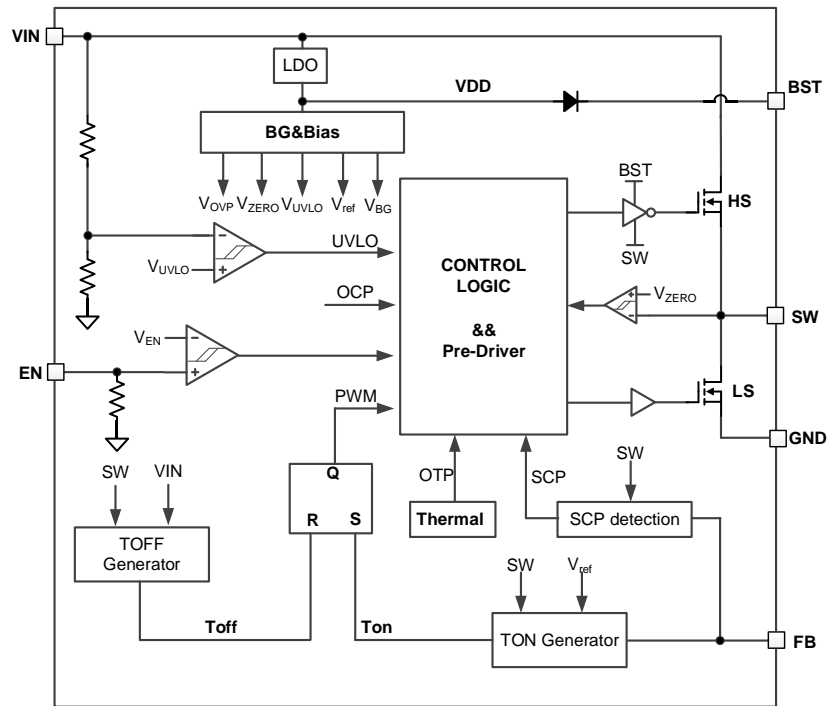 VIN
LDO
VDD
BST
BG&Bias
VOVP VZERO VUVLO Vref VBG
BST
HS
UVLO
VUVLO
SW
CONTROL
LOGIC
&&
Pre-Driver
OCP
VZERO
SW
VEN
EN
LS
PWM
GND
Q
R S
OTP
SCP
SW
SW VIN
Thermal
SCP detection
TOFF
Generator
SW Vref
Toff
Ton
TON Generator
FB